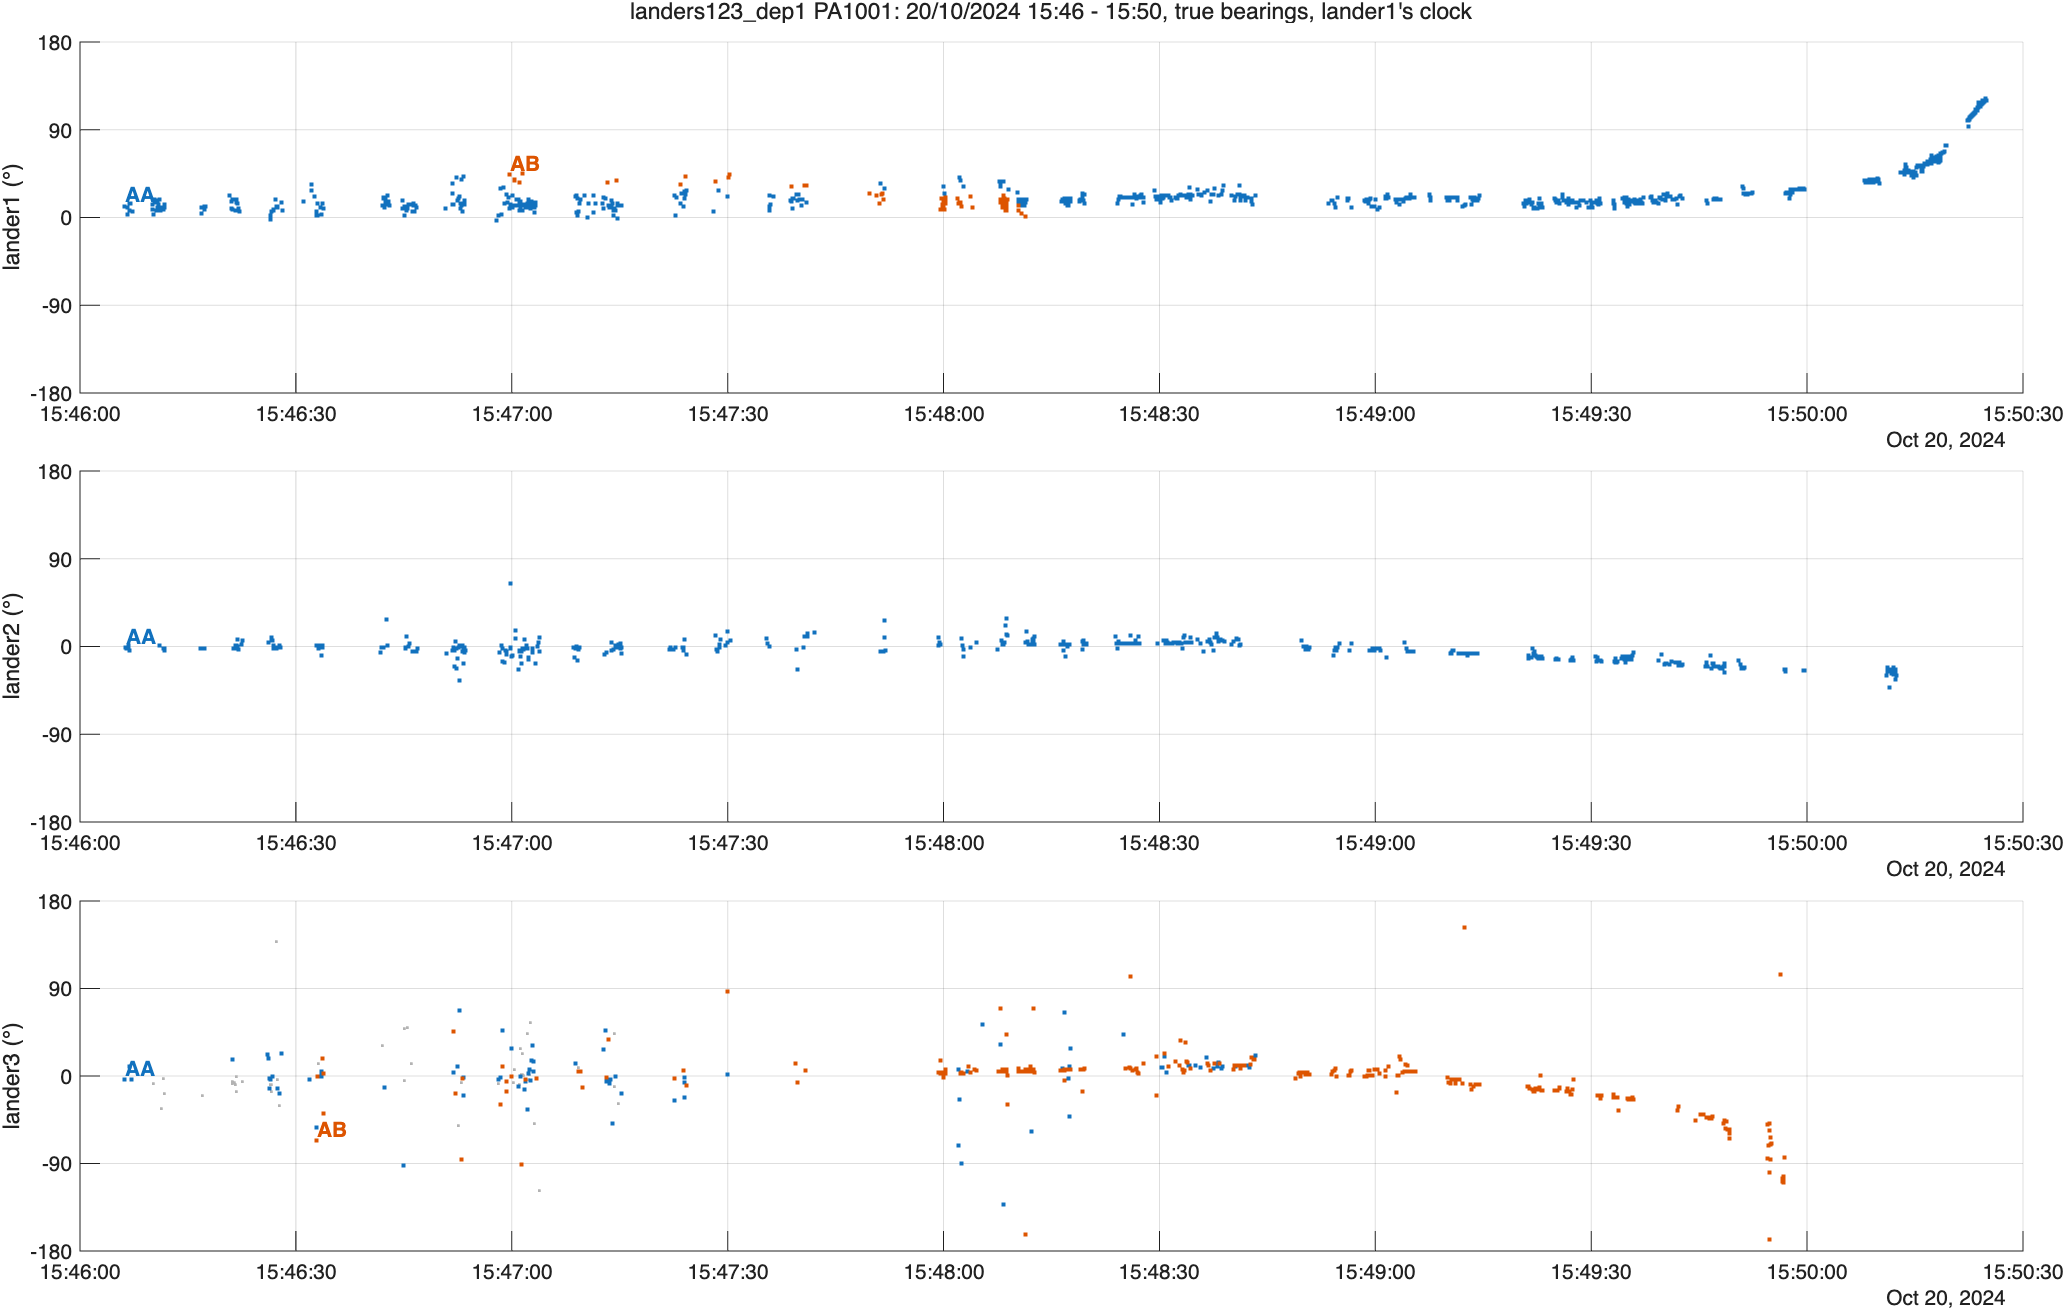 landers123_dep1 PA1001: 20/10/2024 15:46 - 15:50, true bearings, lander1's clock
lander1 (°)
180
90
0
-90
-180
AA
AB
15:46:00 15:46:30 15:47:00 15:47:30 15:48:00 15:48:30 15:49:00 15:49:30 15:50:00 15:50:30
Oct 20, 2024
lander2 (°)
180
90
0
-90
-180
AA
15:46:00 15:46:30 15:47:00 15:47:30 15:48:00 15:48:30 15:49:00 15:49:30 15:50:00 15:50:30
Oct 20, 2024
lander3 (°)
180
90
0
-90
-180
AA
AB
15:46:00 15:46:30 15:47:00 15:47:30 15:48:00 15:48:30 15:49:00 15:49:30 15:50:00 15:50:30
Oct 20, 2024